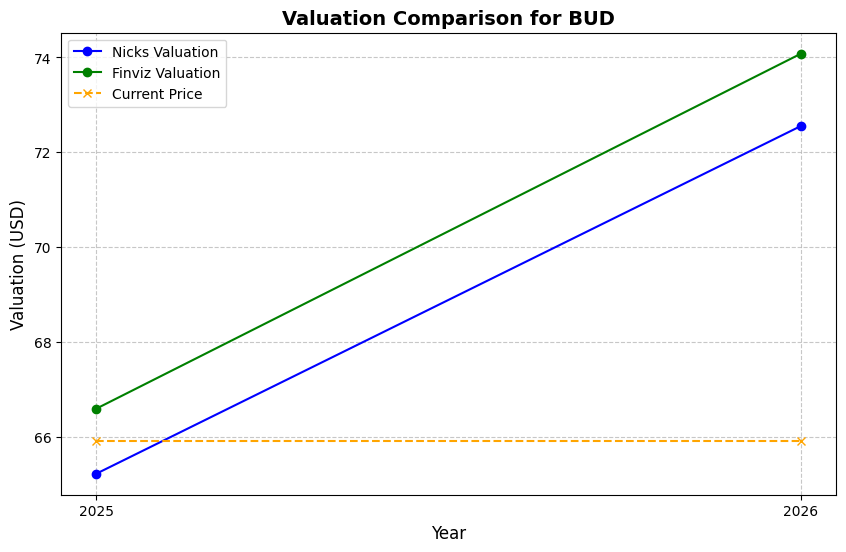 Valuation Comparison for BUD
Nicks Valuation
Finviz Valuation
Current Price
74
72
70
68
66
Valuation (USD)
2025
2026
Year